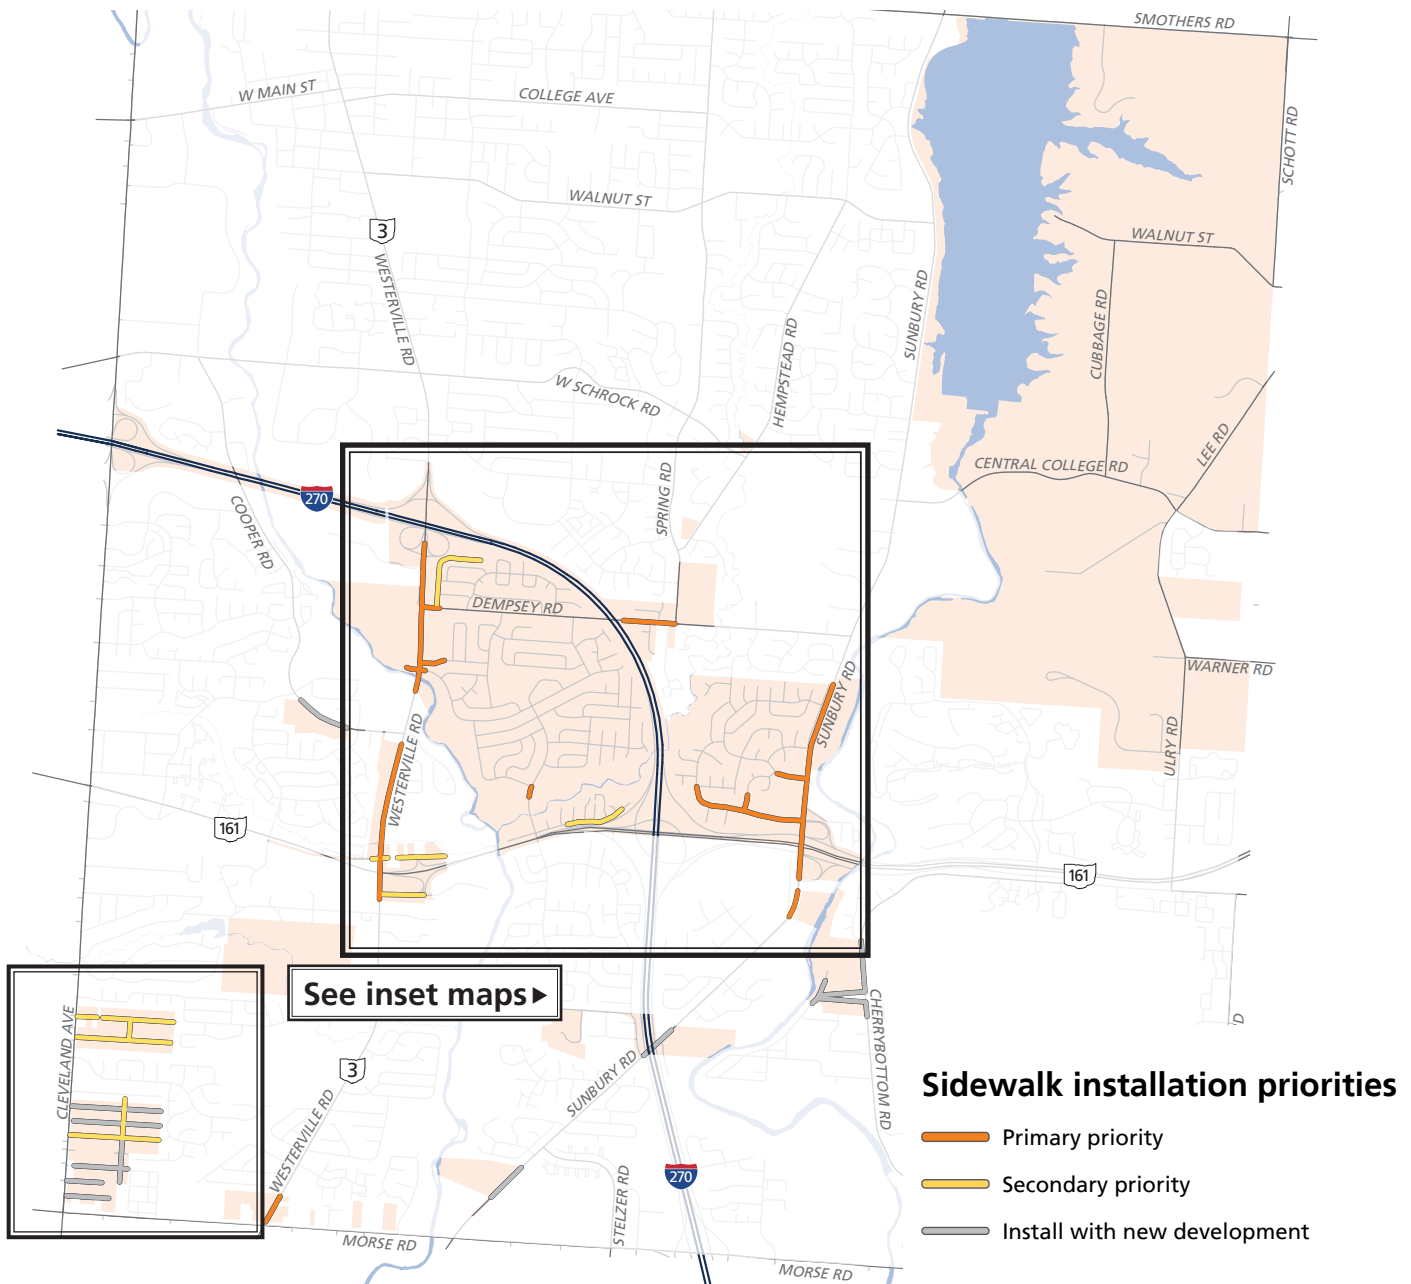 SMOTHERS RD
W MAIN ST
COLLEGE AVE
SCHOTT RD
WALNUT ST
3
WALNUT ST
WESTERVILLE RD
SUNBURY RD
CUBBAGE RD
HEMPSTEAD RD
W SCHROCK RD
LEE RD
CENTRAL COLLEGE RD
270
SPRING RD
COOPER RD
DEMPSEY RD
WARNER RD
SUNBURY RD
ULRY RD
WESTERVILLE RD
161
161
See inset maps
CLEVELAND AVE
CHERRYBOTTOM RD
D
3
SUNBURY RD
WESTERVILLE RD
270
STELZER RD
MORSE RD
MORSE RD
Sidewalk installation priorities
Primary priority
Secondary priority
Install with new development